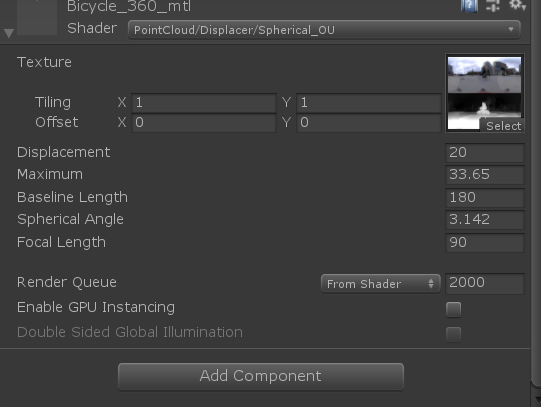 Bicycle_360_mtl
Shader PointCloud/Displacer/Spherical_OU
Texture
Tiling X 1 Y 1
Offset X 0 Y 0
Select
Displacement 20
Maximum 33.65
Baseline Length 180
Spherical Angle 3.142
Focal Length 90
Render Queue From Shader 2000
Enable GPU Instancing
Double Sided Global Illumination
Add Component